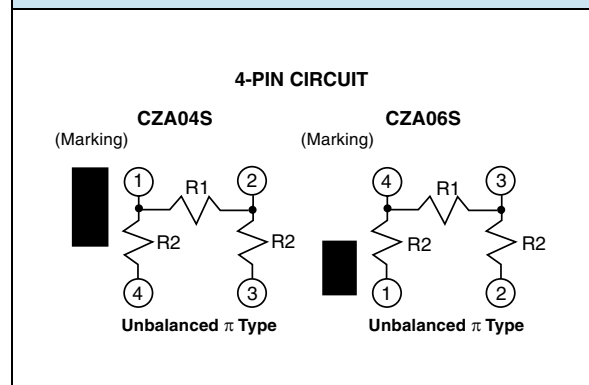 4-PIN CIRCUIT
CZA04S
(Marking)
1
2
R1
R2
R2
4
3
Unbalanced π Type
CZA06S
(Marking)
4
3
R1
R2
R2
1
2
Unbalanced π Type